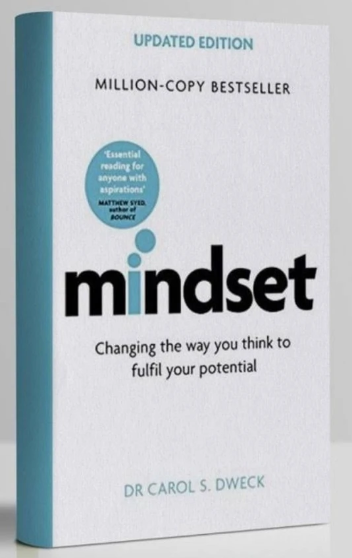 UPDATED EDITION
MILLION-COPY BESTSELLER
'Essential
reading for
anyone with
aspirations'
MATTHEW SYED,
author of
BOUNCE
mindset
Changing the way you think to
fulfil your potential
DR CAROL S. DWECK